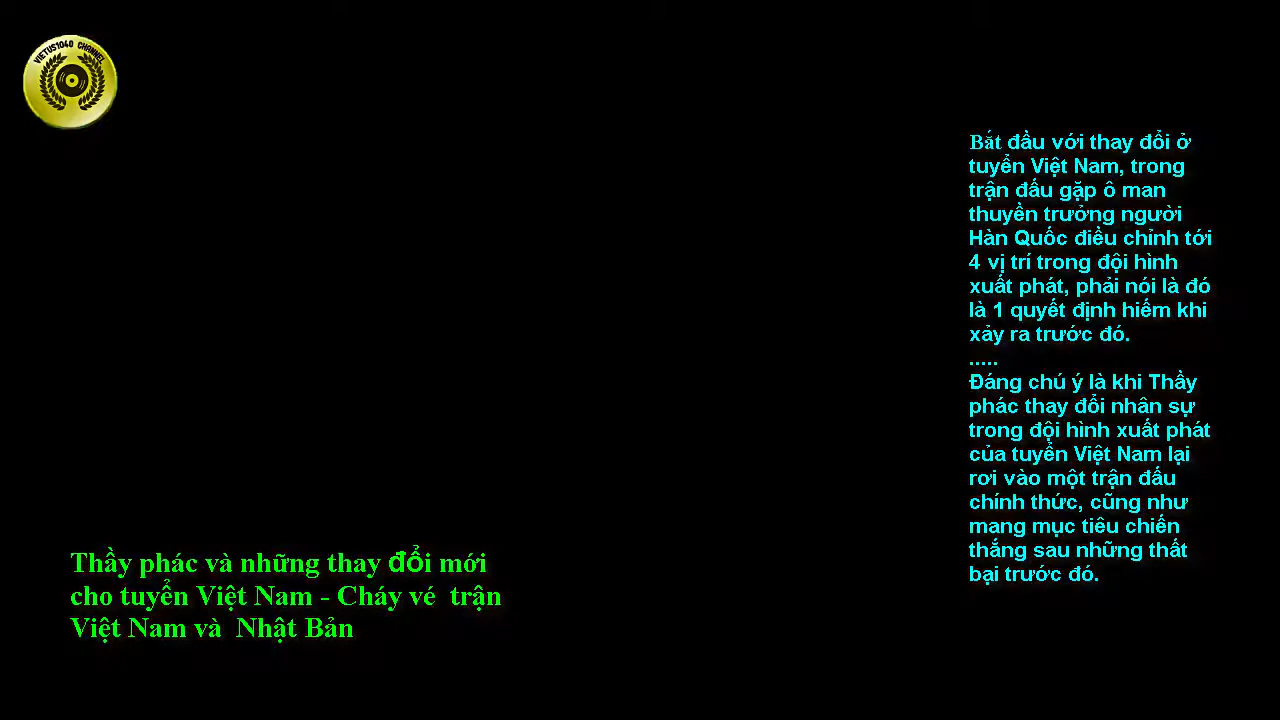 VIETUS1040 CHANNEL
Bắt đầu với thay đổi ở
tuyển Việt Nam, trong
trận đấu gặp ô man
thuyền trưởng người
Hàn Quốc điều chỉnh tới
4 vị trí trong đội hình
xuất phát, phải nói là đó
là 1 quyết định hiếm khi
xảy ra trước đó.
.....
Đáng chú ý là khi Thầy
phác thay đổi nhân sự
trong đội hình xuất phát
của tuyển Việt Nam lại
rơi vào một trận đấu
chính thức, cũng như
mang mục tiêu chiến
thắng sau những thất
bại trước đó.
Thầy phác và những thay đổi mới
cho tuyển Việt Nam - Cháy vé  trận
Việt Nam và  Nhật Bản